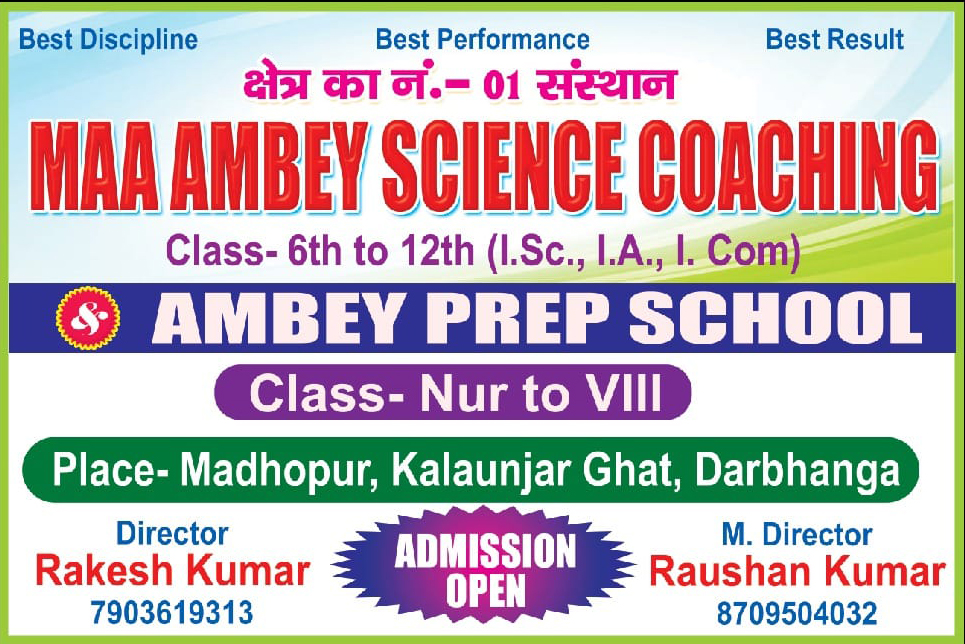 Best Discipline Best Performance Best Result
क्षेत्र का नं.- 01 संस्थान
MAA AMBEY SCIENCE COACHING
Class- 6th to 12th (I.Sc., I.A., I. Com)
& AMBEY PREP SCHOOL
Class- Nur to VIII
Place- Madhopur, Kalaunjar Ghat, Darbhanga
Director
Rakesh Kumar
7903619313
ADMISSION
OPEN
M. Director
Raushan Kumar
8709504032